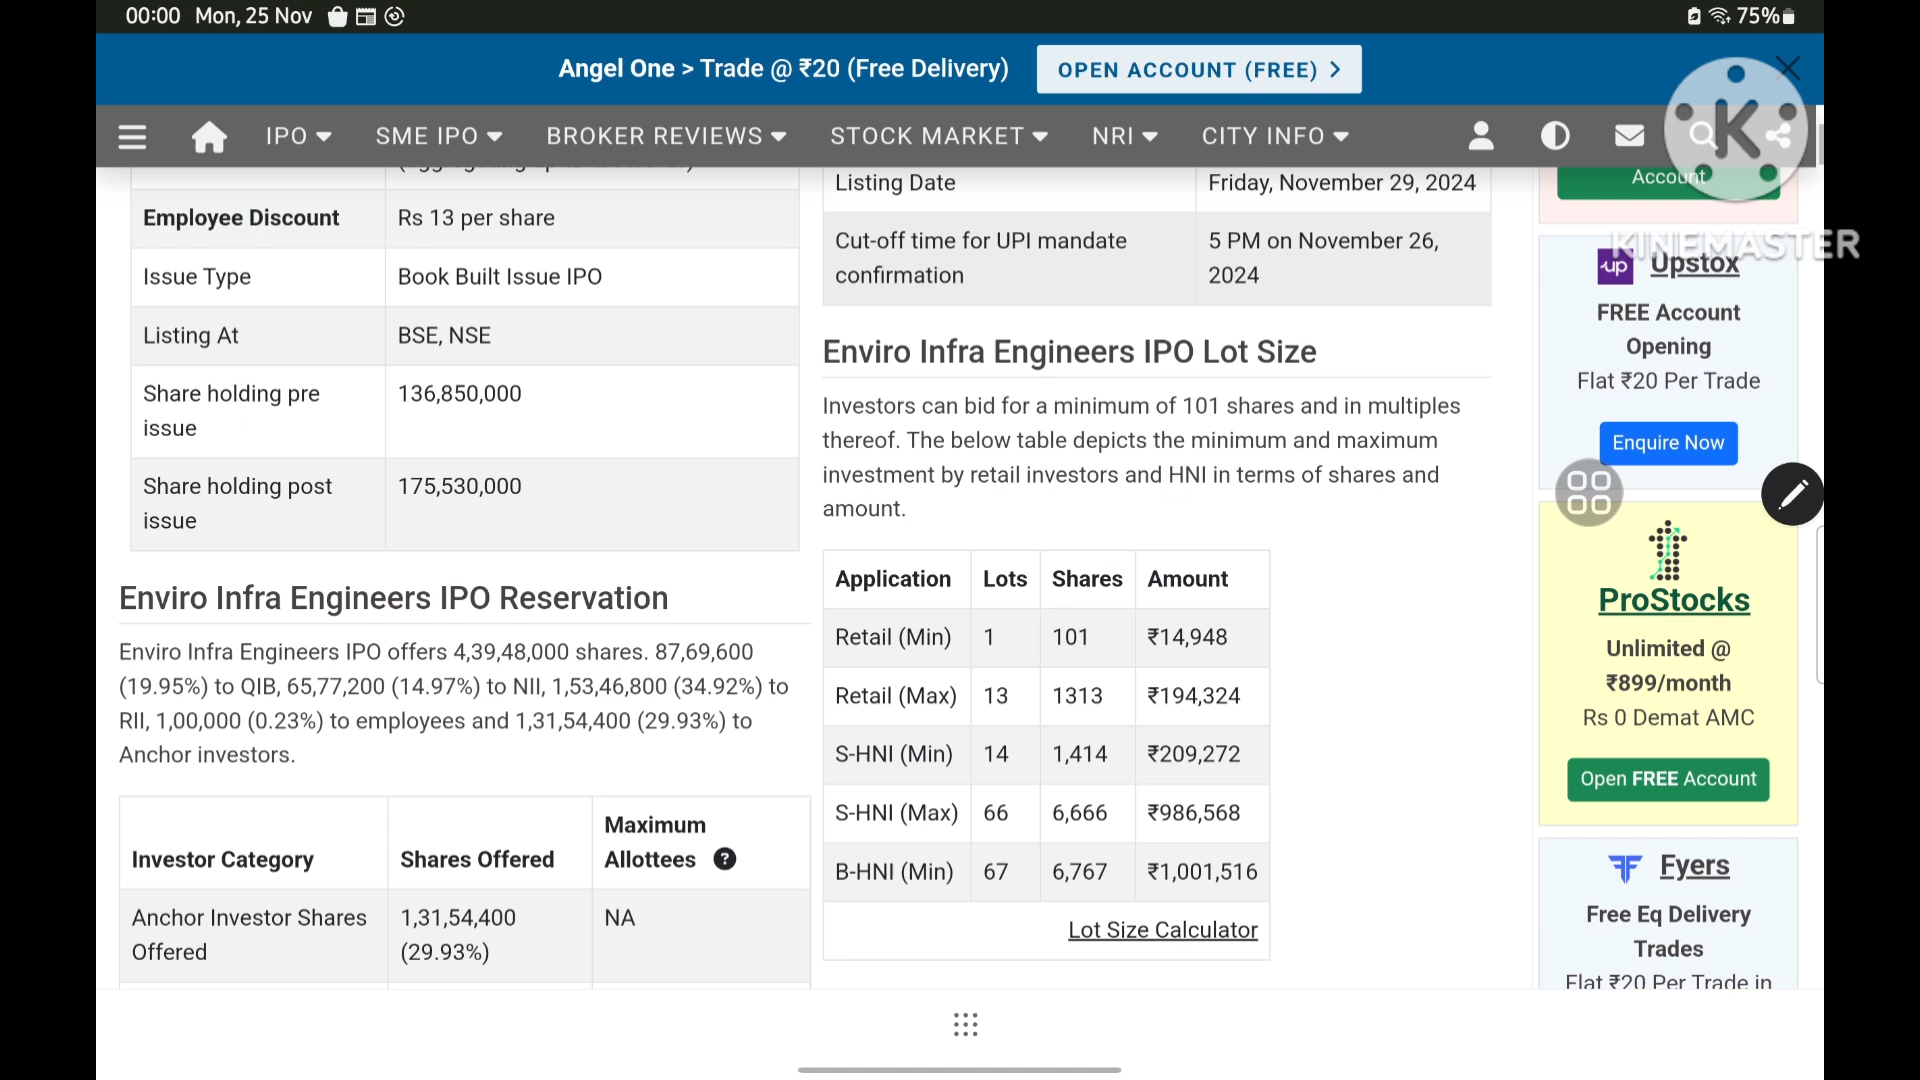 00:00 Mon, 25 Nov
75%
Angel One > Trade @ ₹20 (Free Delivery)
OPEN ACCOUNT (FREE) >
IPO
SME IPO
BROKER REVIEWS
STOCK MARKET
NRI
CITY INFO
K
KINEMASTER
Employee Discount Rs 13 per share
Issue Type Book Built Issue IPO
Listing At BSE, NSE
Share holding pre 136,850,000
issue
Share holding post 175,530,000
issue
Enviro Infra Engineers IPO Reservation
Enviro Infra Engineers IPO offers 4,39,48,000 shares. 87,69,600
(19.95%) to QIB, 65,77,200 (14.97%) to NII, 1,53,46,800 (34.92%) to
RII, 1,00,000 (0.23%) to employees and 1,31,54,400 (29.93%) to
Anchor investors.
Maximum
Investor Category Shares Offered Allottees ?
Anchor Investor Shares 1,31,54,400 NA
Offered (29.93%)
Listing Date Friday, November 29, 2024
Cut-off time for UPI mandate 5 PM on November 26,
confirmation 2024
Enviro Infra Engineers IPO Lot Size
Investors can bid for a minimum of 101 shares and in multiples
thereof. The below table depicts the minimum and maximum
investment by retail investors and HNI in terms of shares and
amount.
Application Lots Shares Amount
Retail (Min) 1 101 ₹14,948
Retail (Max) 13 1313 ₹194,324
S-HNI (Min) 14 1,414 ₹209,272
S-HNI (Max) 66 6,666 ₹986,568
B-HNI (Min) 67 6,767 ₹1,001,516
Lot Size Calculator
Account
up Upstox
FREE Account
Opening
Flat ₹20 Per Trade
Enquire Now
ProStocks
Unlimited @
₹899/month
Rs 0 Demat AMC
Open FREE Account
Fyers
Free Eq Delivery
Trades
Flat ₹20 Per Trade in